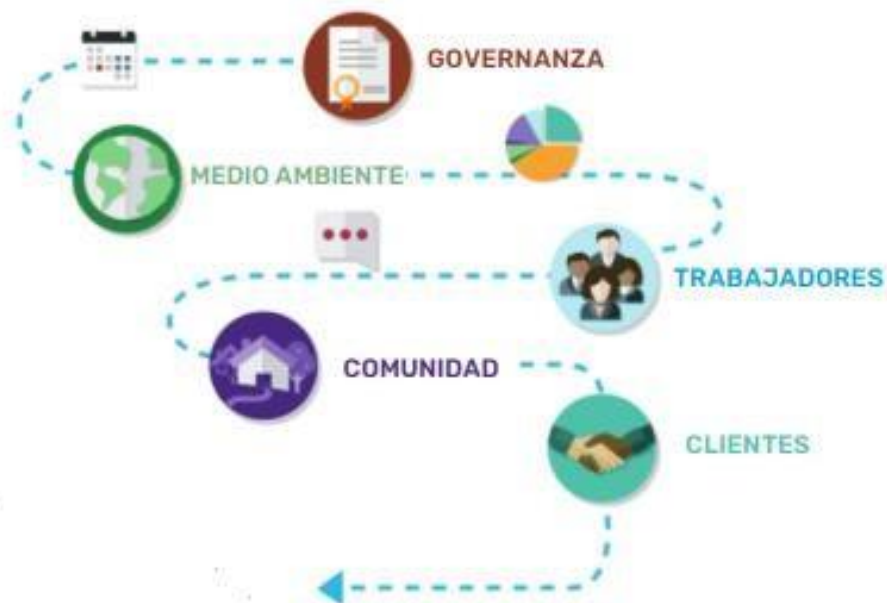 GOVERNANZA
MEDIO AMBIENTE
TRABAJADORES
COMUNIDAD
CLIENTES